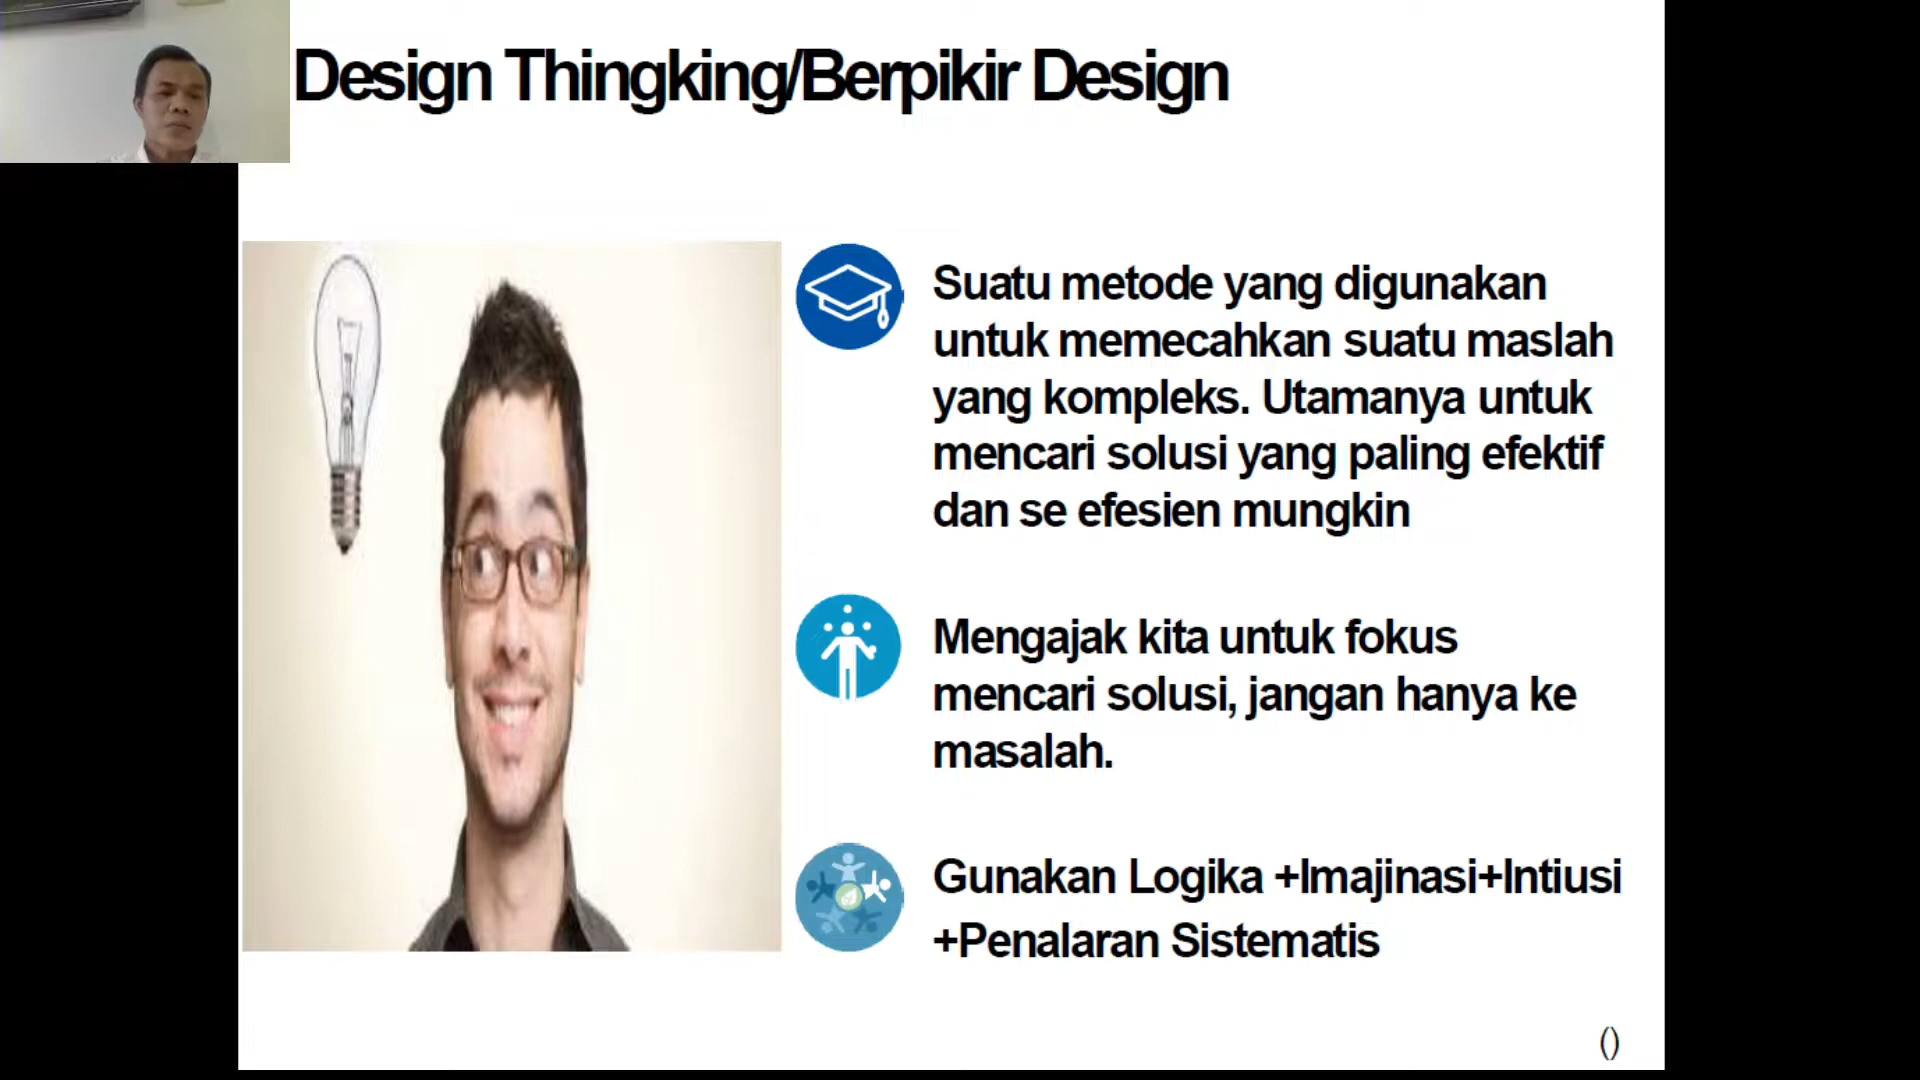 Design Thingking/Berpikir Design
Suatu metode yang digunakan
untuk memecahkan suatu maslah
yang kompleks. Utamanya untuk
mencari solusi yang paling efektif
dan se efesien mungkin
Mengajak kita untuk fokus
mencari solusi, jangan hanya ke
masalah.
Gunakan Logika +Imajinasi+Intiusi
+Penalaran Sistematis
()